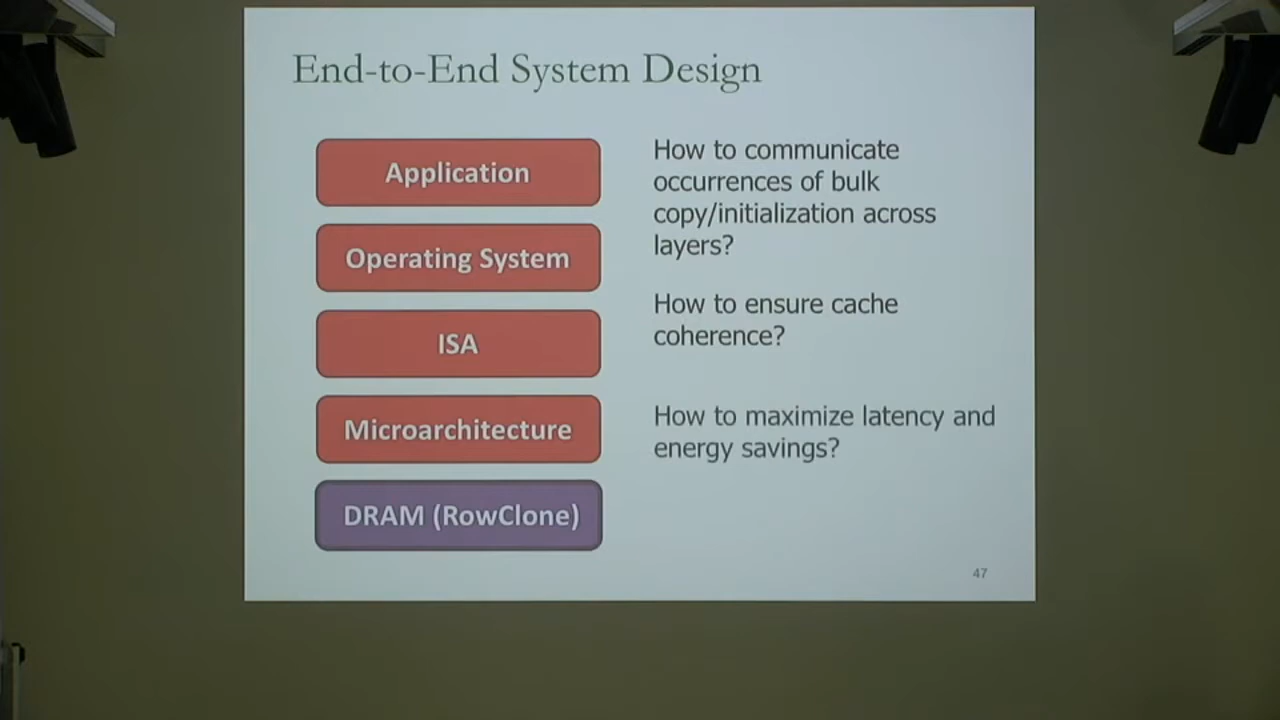 End-to-End System Design
Application
Operating System
ISA
Microarchitecture
DRAM (RowClone)
How to communicate
occurrences of bulk
copy/initialization across
layers?
How to ensure cache
coherence?
How to maximize latency and
energy savings?
47